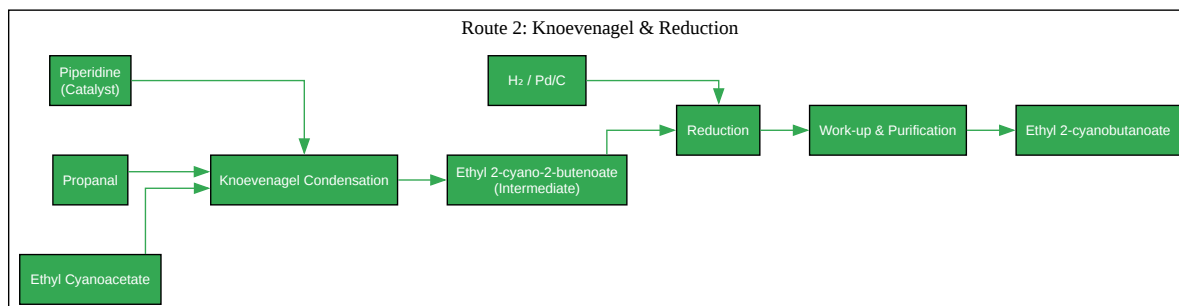 Route 2: Knoevenagel & Reduction
Piperidine
(Catalyst)
H₂ / Pd/C
Reduction
Work-up & Purification
Ethyl 2-cyanobutanoate
Propanal
Knoevenagel Condensation
Ethyl 2-cyano-2-butenoate
(Intermediate)
Ethyl Cyanoacetate